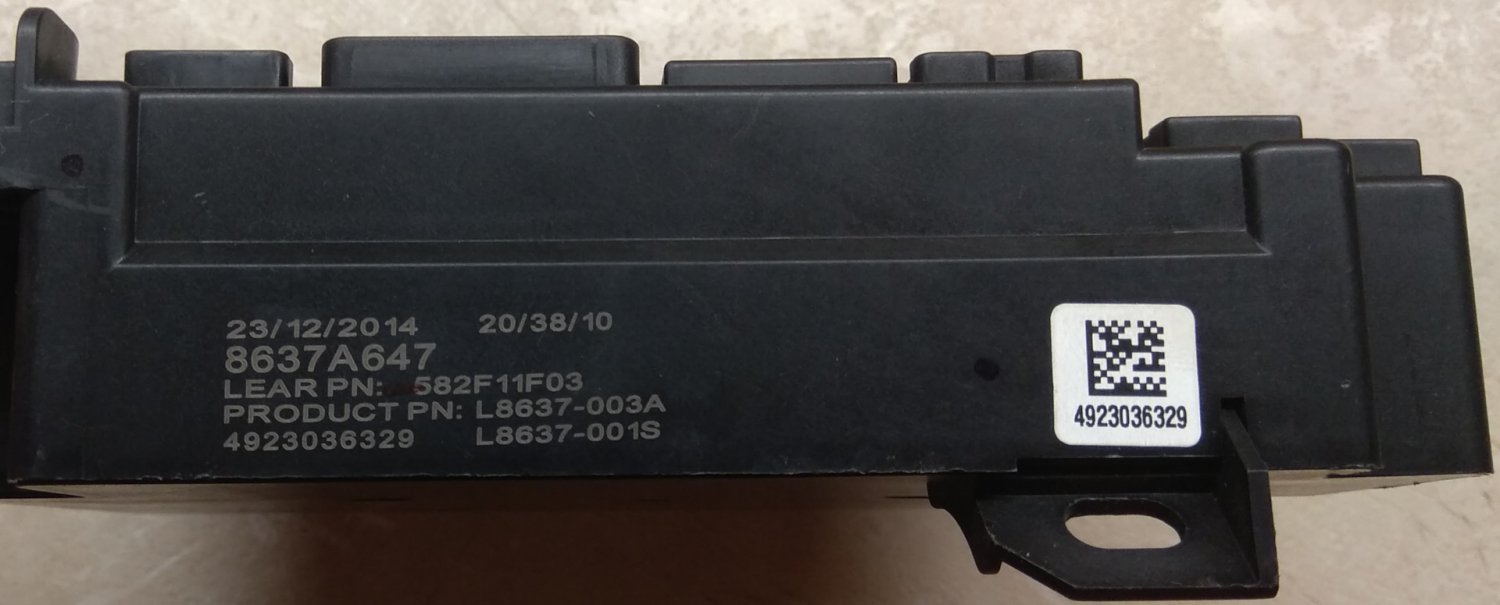 23/12/2014 20/38/10
8637A647
LEAR PN: 582F11F03
PRODUCT PN: L8637-003A
4923036329 L8637-001S
4923036329